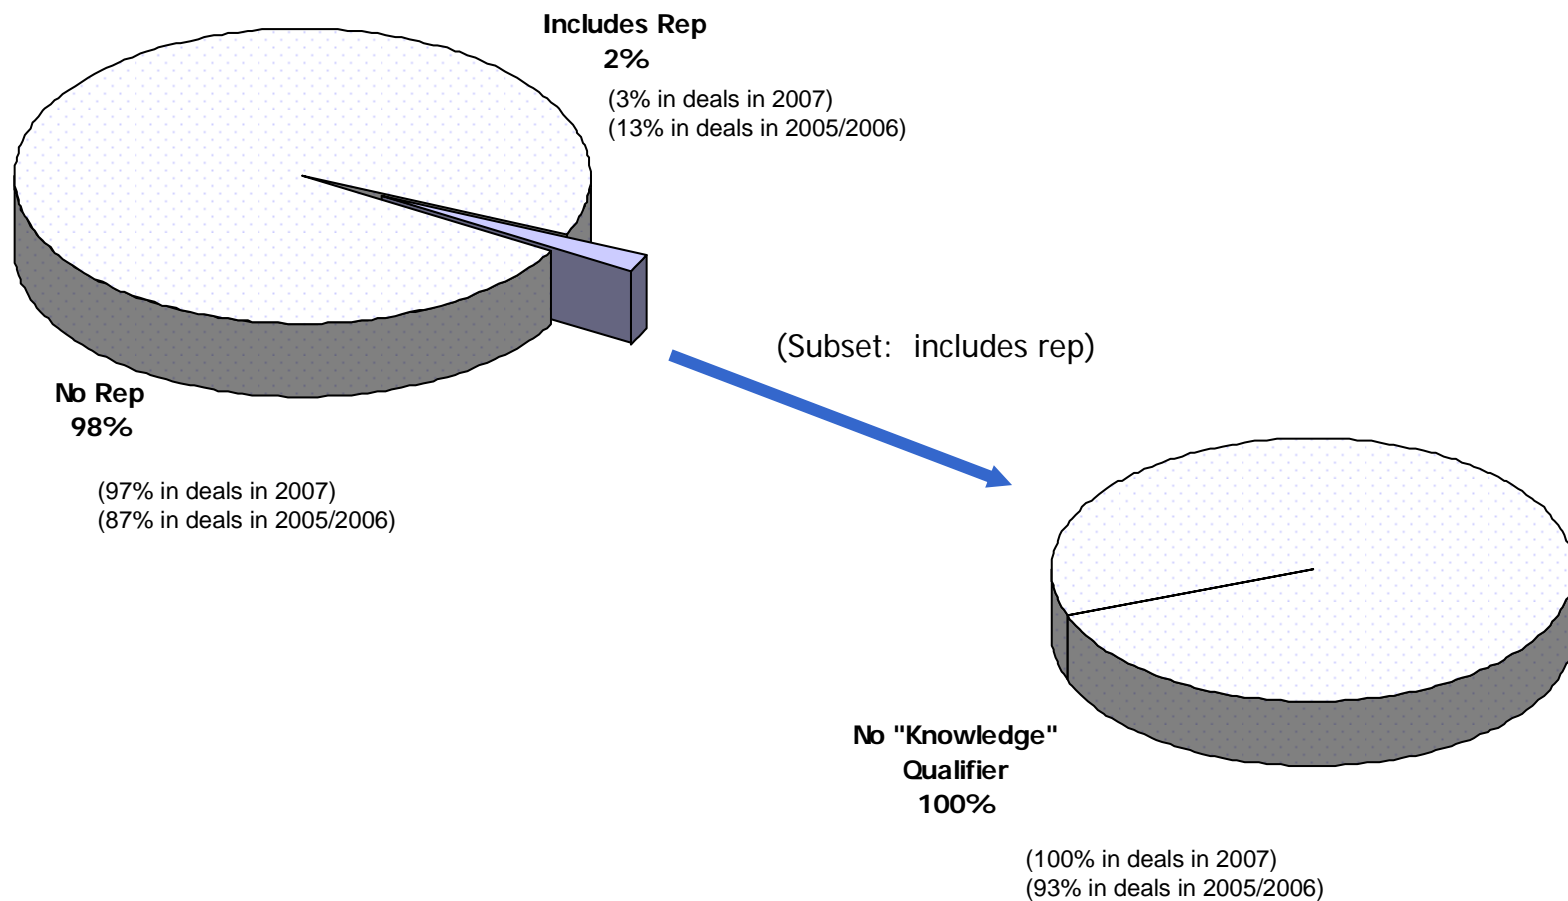 Includes Rep
2%
(3% in deals in 2007)
(13% in deals in 2005/2006)
(Subset: includes rep)
No Rep
98%
(97% in deals in 2007)
(87% in deals in 2005/2006)
No "Knowledge"
Qualifier
100%
(100% in deals in 2007)
(93% in deals in 2005/2006)